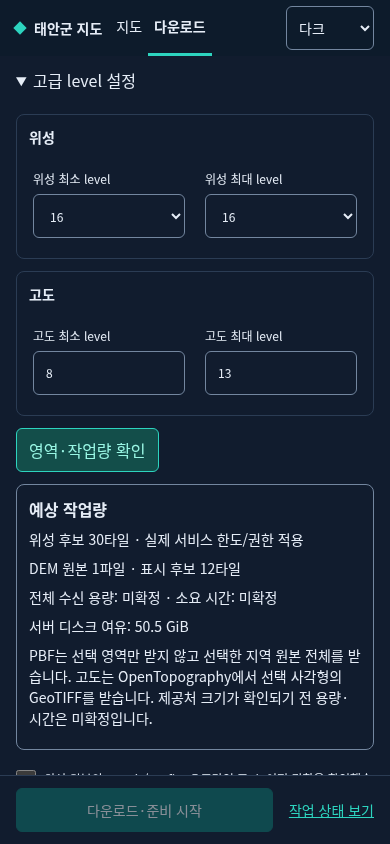 태안군 지도 지도 다운로드 다크
▼ 고급 level 설정
위성
위성 최소 level 위성 최대 level
16 16
고도
고도 최소 level 고도 최대 level
8 13
영역·작업량 확인
예상 작업량
위성 후보 30타일 · 실제 서비스 한도/권한 적용
DEM 원본 1파일 · 표시 후보 12타일
전체 수신 용량: 미확정 · 소요 시간: 미확정
서버 디스크 여유: 50.5 GiB
PBF는 선택 영역만 받지 않고 선택한 지역 원본 전체를 받
습니다. 고도는 OpenTopography에서 선택 사각형의
GeoTIFF를 받습니다. 제공처 크기가 확인되기 전 용량·
시간은 미확정입니다.
다운로드·준비 시작 작업 상태 보기